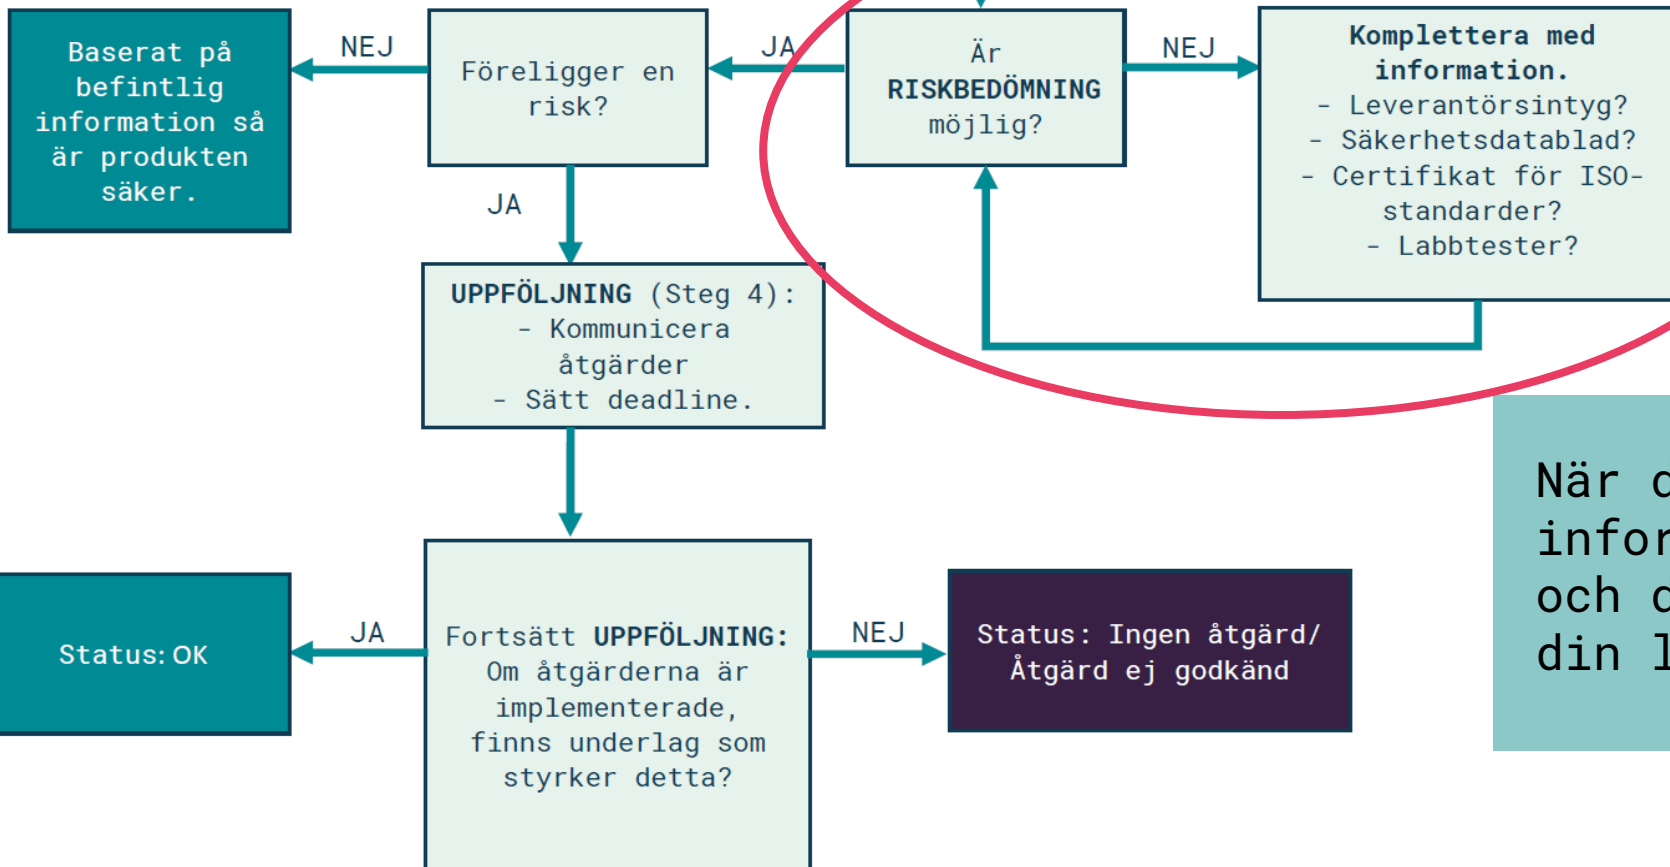 Baserat på
befintlig
information så
är produkten
säker.
NEJ
Föreligger en
risk?
JA
Är
RISKBEDÖMNING
möjlig?
NEJ
Komplettera med
information.
- Leverantörsintyg?
- Säkerhetsdatablad?
- Certifikat för ISO-
standarder?
- Labbtester?
JA
UPPFÖLJNING (Steg 4):
- Kommunicera
åtgärder
- Sätt deadline.
När
och
din
Status: OK
JA
Fortsätt UPPFÖLJNING:
Om åtgärderna är
implementerade,
finns underlag som
styrker detta?
NEJ
Status: Ingen åtgärd/
Åtgärd ej godkänd